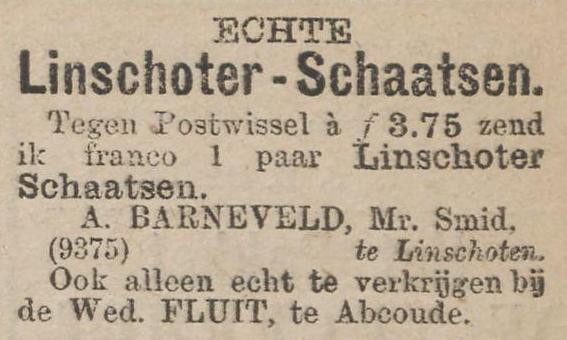 ECHTE
Linschoter-Schaatsen.
Tegen Postwissel à ƒ 3.75 zend
ik franco 1 paar Linschoter
Schaatsen.
A. BARNEVELD, Mr. Smid,
(9375) te Linschoten.
Ook alleen echt te verkrijgen bij
de Wed. FLUIT, te Abcoude.